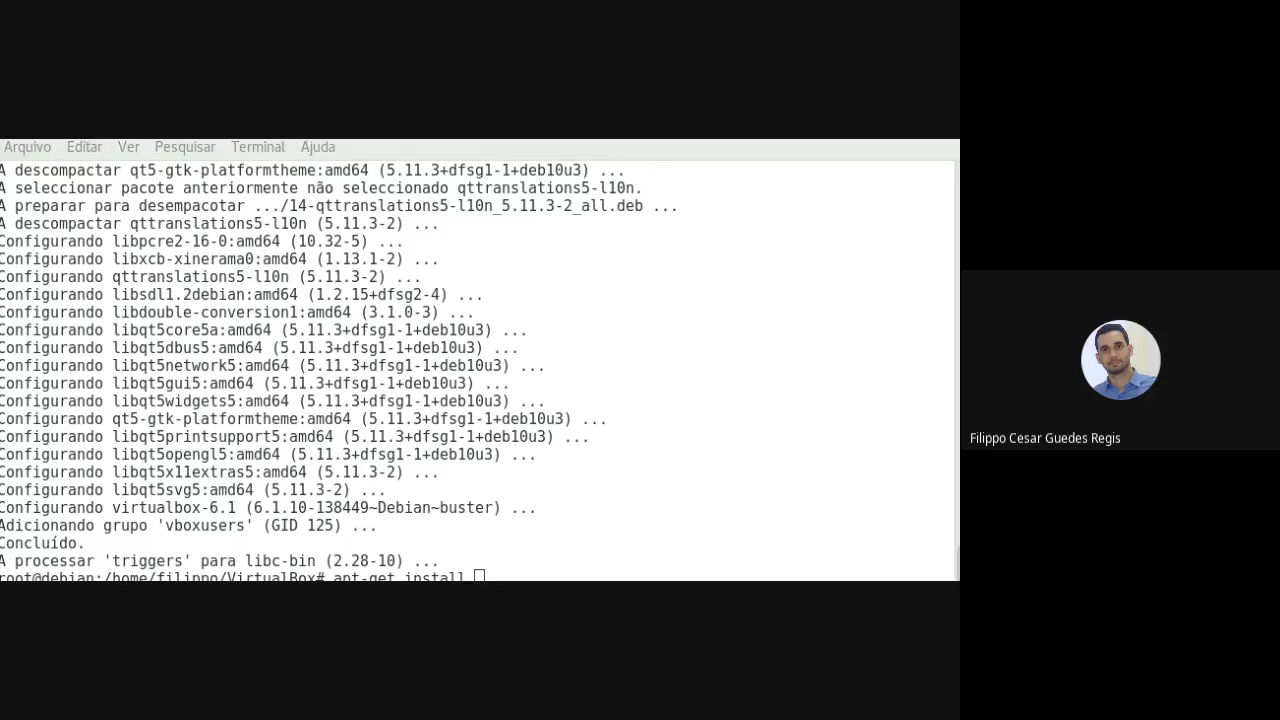 Arquivo Editar Ver Pesquisar Terminal Ajuda
A descompactar qt5-gtk-platformtheme:amd64 (5.11.3+dfsg1-1+deb10u3) ...
A seleccionar pacote anteriormente não seleccionado qttranslations5-l10n.
A preparar para desempacotar .../14-qttranslations5-l10n_5.11.3-2_all.deb ...
A descompactar qttranslations5-l10n (5.11.3-2) ...
Configurando libpcre2-16-0:amd64 (10.32-5) ...
Configurando libxcb-xinerama0:amd64 (1.13.1-2) ...
Configurando qttranslations5-l10n (5.11.3-2) ...
Configurando libsdl1.2debian:amd64 (1.2.15+dfsg2-4) ...
Configurando libdouble-conversion1:amd64 (3.1.0-3) ...
Configurando libqt5core5a:amd64 (5.11.3+dfsg1-1+deb10u3) ...
Configurando libqt5dbus5:amd64 (5.11.3+dfsg1-1+deb10u3) ...
Configurando libqt5network5:amd64 (5.11.3+dfsg1-1+deb10u3) ...
Configurando libqt5gui5:amd64 (5.11.3+dfsg1-1+deb10u3) ...
Configurando libqt5widgets5:amd64 (5.11.3+dfsg1-1+deb10u3) ...
Configurando qt5-gtk-platformtheme:amd64 (5.11.3+dfsg1-1+deb10u3) ...
Configurando libqt5printsupport5:amd64 (5.11.3+dfsg1-1+deb10u3) ...
Configurando libqt5opengl5:amd64 (5.11.3+dfsg1-1+deb10u3) ...
Configurando libqt5x11extras5:amd64 (5.11.3-2) ...
Configurando libqt5svg5:amd64 (5.11.3-2) ...
Configurando virtualbox-6.1 (6.1.10-138449~Debian~buster) ...
Adicionando grupo 'vboxusers' (GID 125) ...
Concluído.
A processar 'triggers' para libc-bin (2.28-10) ...
root@debian:/home/filippo/VirtualBox# apt-get install
Filippo Cesar Guedes Regis